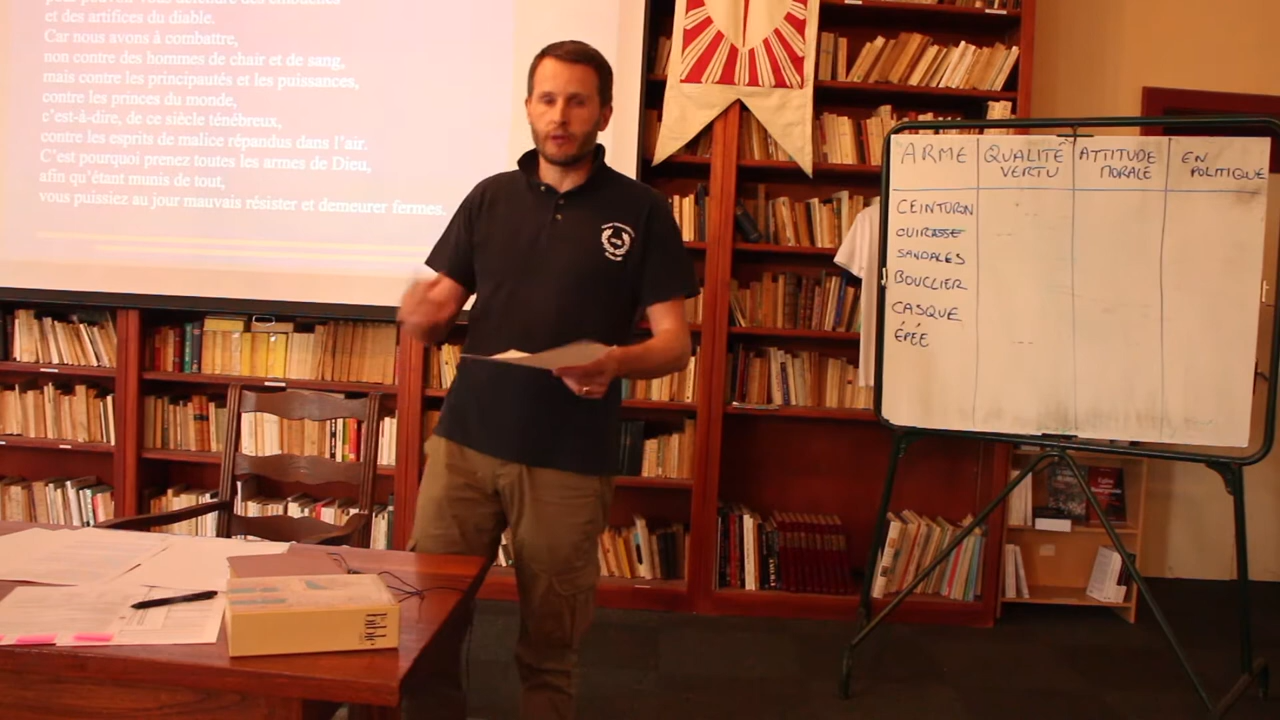 et des artifices du diable.
Car nous avons à combattre,
non contre des hommes de chair et de sang,
mais contre les principautés et les puissances,
contre les princes du monde,
c'est-à-dire, de ce siècle ténébreux,
contre les esprits de malice répandus dans l'air.
C'est pourquoi prenez toutes les armes de Dieu,
afin qu'étant munis de tout,
vous puissiez au jour mauvais résister et demeurer fermes.
ARME
QUALITÉ
VERTU
ATTITUDE
MORALE
EN
POLITIQUE
CEINTURON
CUIRASSE
SANDALES
BOUCLIER
CASQUE
ÉPÉE
Bible